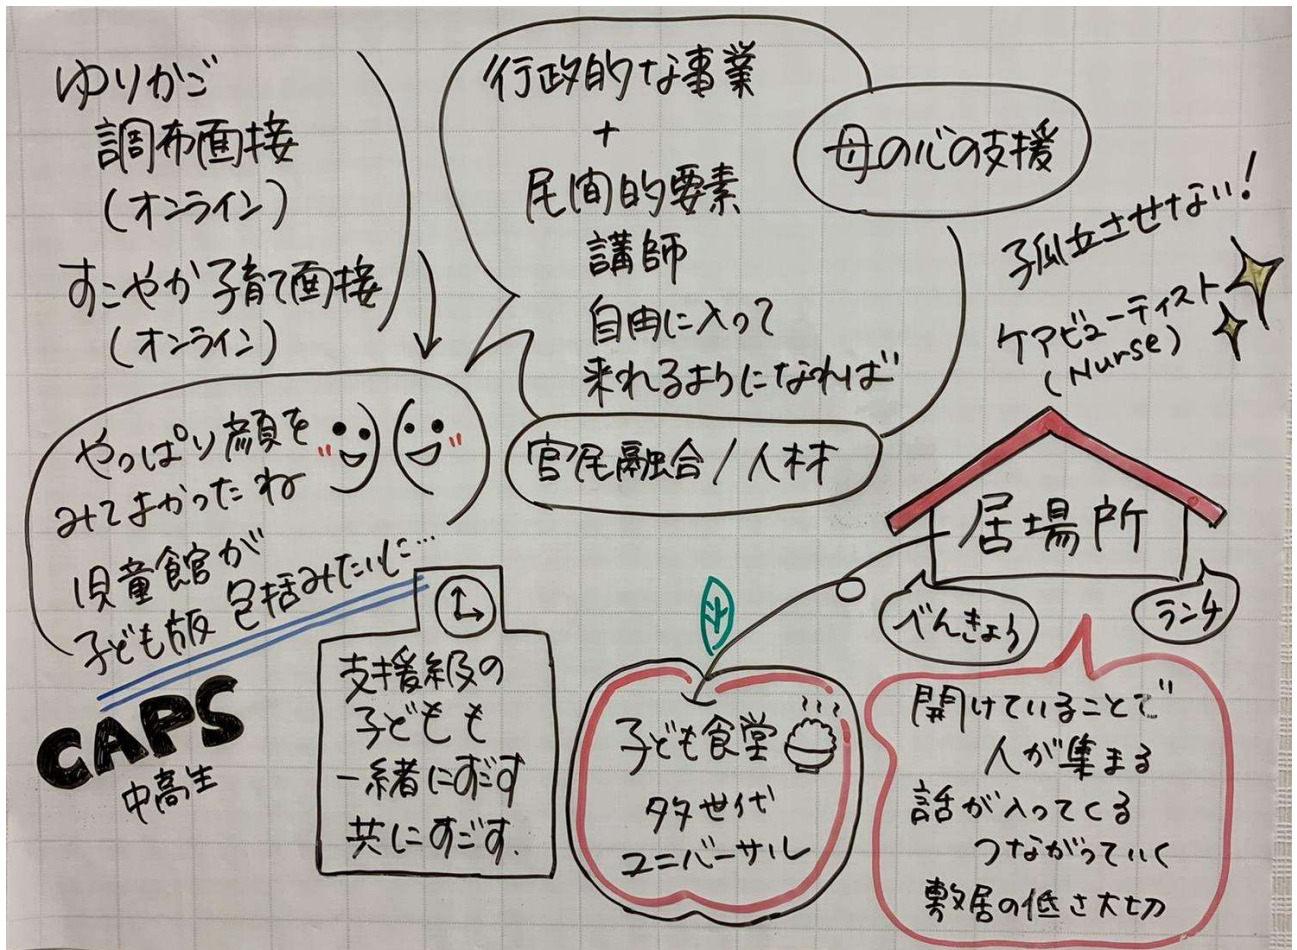 ゆりかご
調布面接
(オンライン)
すこやか子育て面接
(オンライン)
行政的な事業
+
民間的要素
講師
自由に入って
来れるようになれば
母の心の支援
孤立させない!
ケアビューティスト
(Nurse)
官民融合/人材
やっぱり顔を
みてよかったね
児童館が
子ども版 包括みたいに…
CAPS
中高生
支援級の
子どもも
一緒にすごす
共にすごす.
子ども食堂
多世代
ユニバーサル
居場所
べんきょう
ランチ
開けていることで
人が集まる
話が入ってくる
つながっていく
敷居の低さ大切